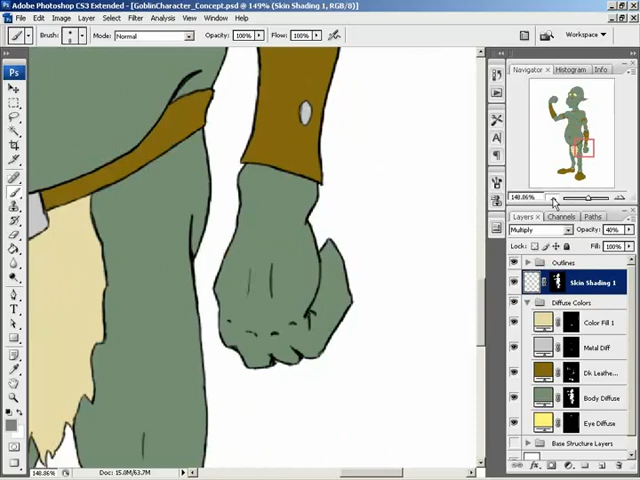 Adobe Photoshop CS3 Extended - [GoblinCharacter_Concept.psd @ 149% (Skin Shading 1, RGB/8)]
File Edit Image Layer Select Filter Analysis View Window Help
Brush: Mode: Normal Opacity: 100% Flow: 100% Workspace
Ps
Navigator × Histogram Info
148.86%
Layers × Channels Paths
Multiply Opacity: 40%
Lock: Fill: 100%
Outlines
Skin Shading 1
Diffuse Colors
Color Fill 1
Metal Diff
Dk Leathe...
Body Diffuse
Eye Diffuse
Base Structure Layers
148.86% Doc: 15.0M/63.7M